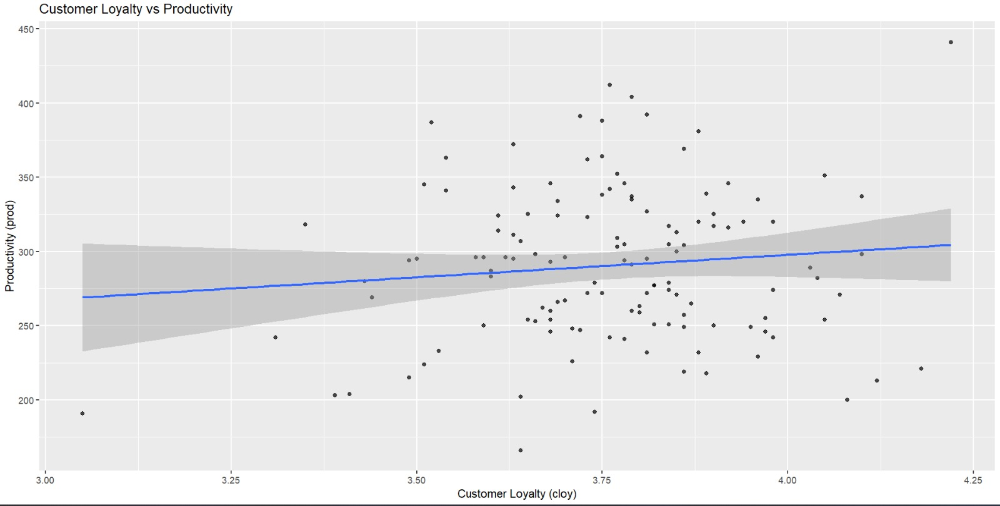 Customer Loyalty vs Productivity
450
400
350
300
250
200
Productivity (prod)
3.00 3.25 3.50 3.75 4.00 4.25
Customer Loyalty (cloy)